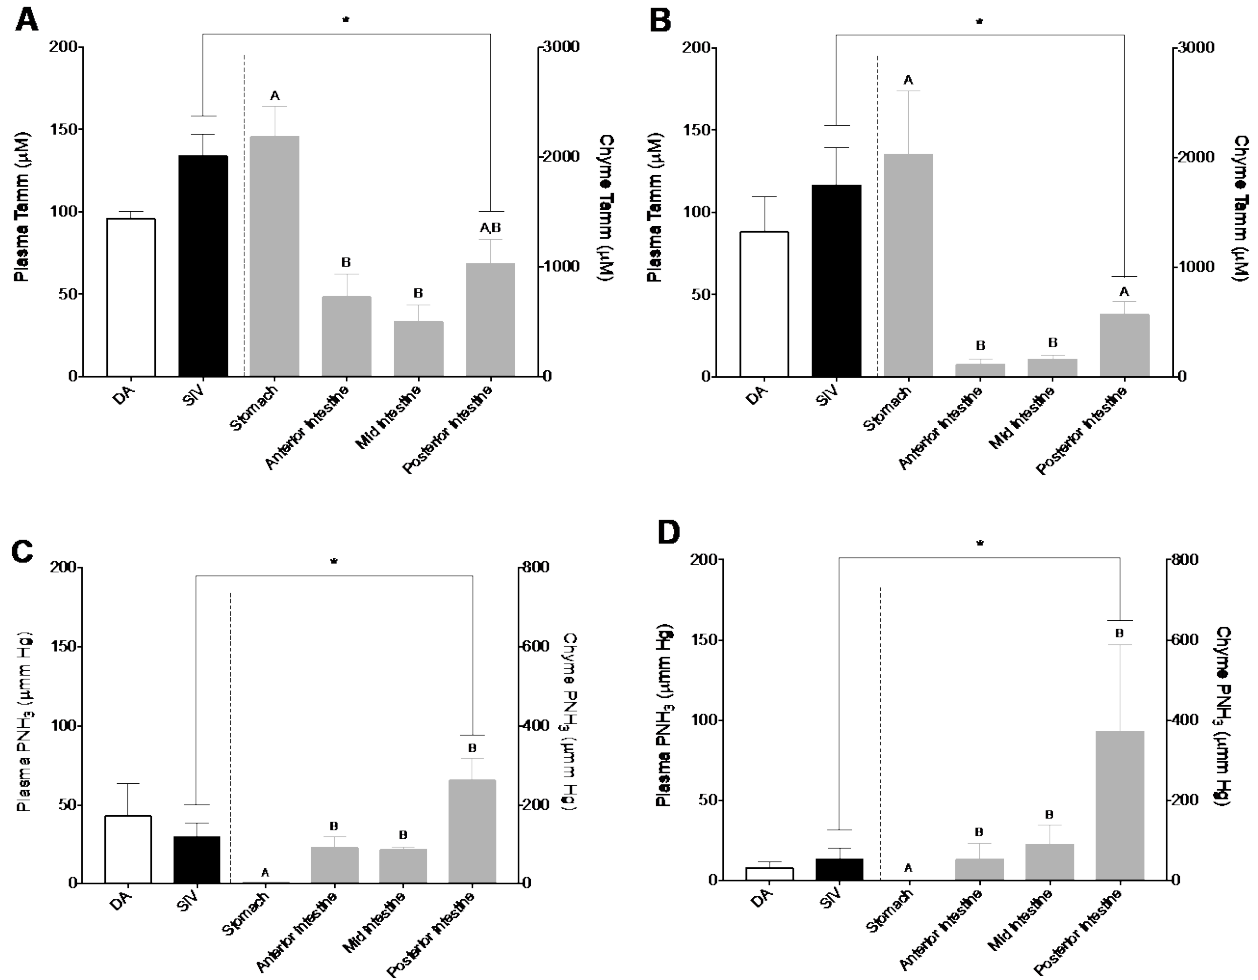 A
*
200
150
100
50
0
Plasma Tamm (μM)
3000
2000
1000
0
Chyme Tamm (μM)
A
B
B
A,B
DA
SIV
Stomach
Anterior Intestine
Mid Intestine
Posterior Intestine
B
*
200
150
100
50
0
Plasma Tamm (μM)
3000
2000
1000
0
Chyme Tamm (μM)
A
B
B
A
DA
SIV
Stomach
Anterior Intestine
Mid Intestine
Posterior Intestine
C
*
200
150
100
50
0
Plasma PNH₃ (μmm Hg)
800
600
400
200
0
Chyme PNH₃ (μmm Hg)
A
B
B
B
DA
SIV
Stomach
Anterior Intestine
Mid Intestine
Posterior Intestine
D
*
200
150
100
50
0
Plasma PNH₃ (μmm Hg)
800
600
400
200
0
Chyme PNH₃ (μmm Hg)
A
B
B
B
DA
SIV
Stomach
Anterior Intestine
Mid Intestine
Posterior Intestine